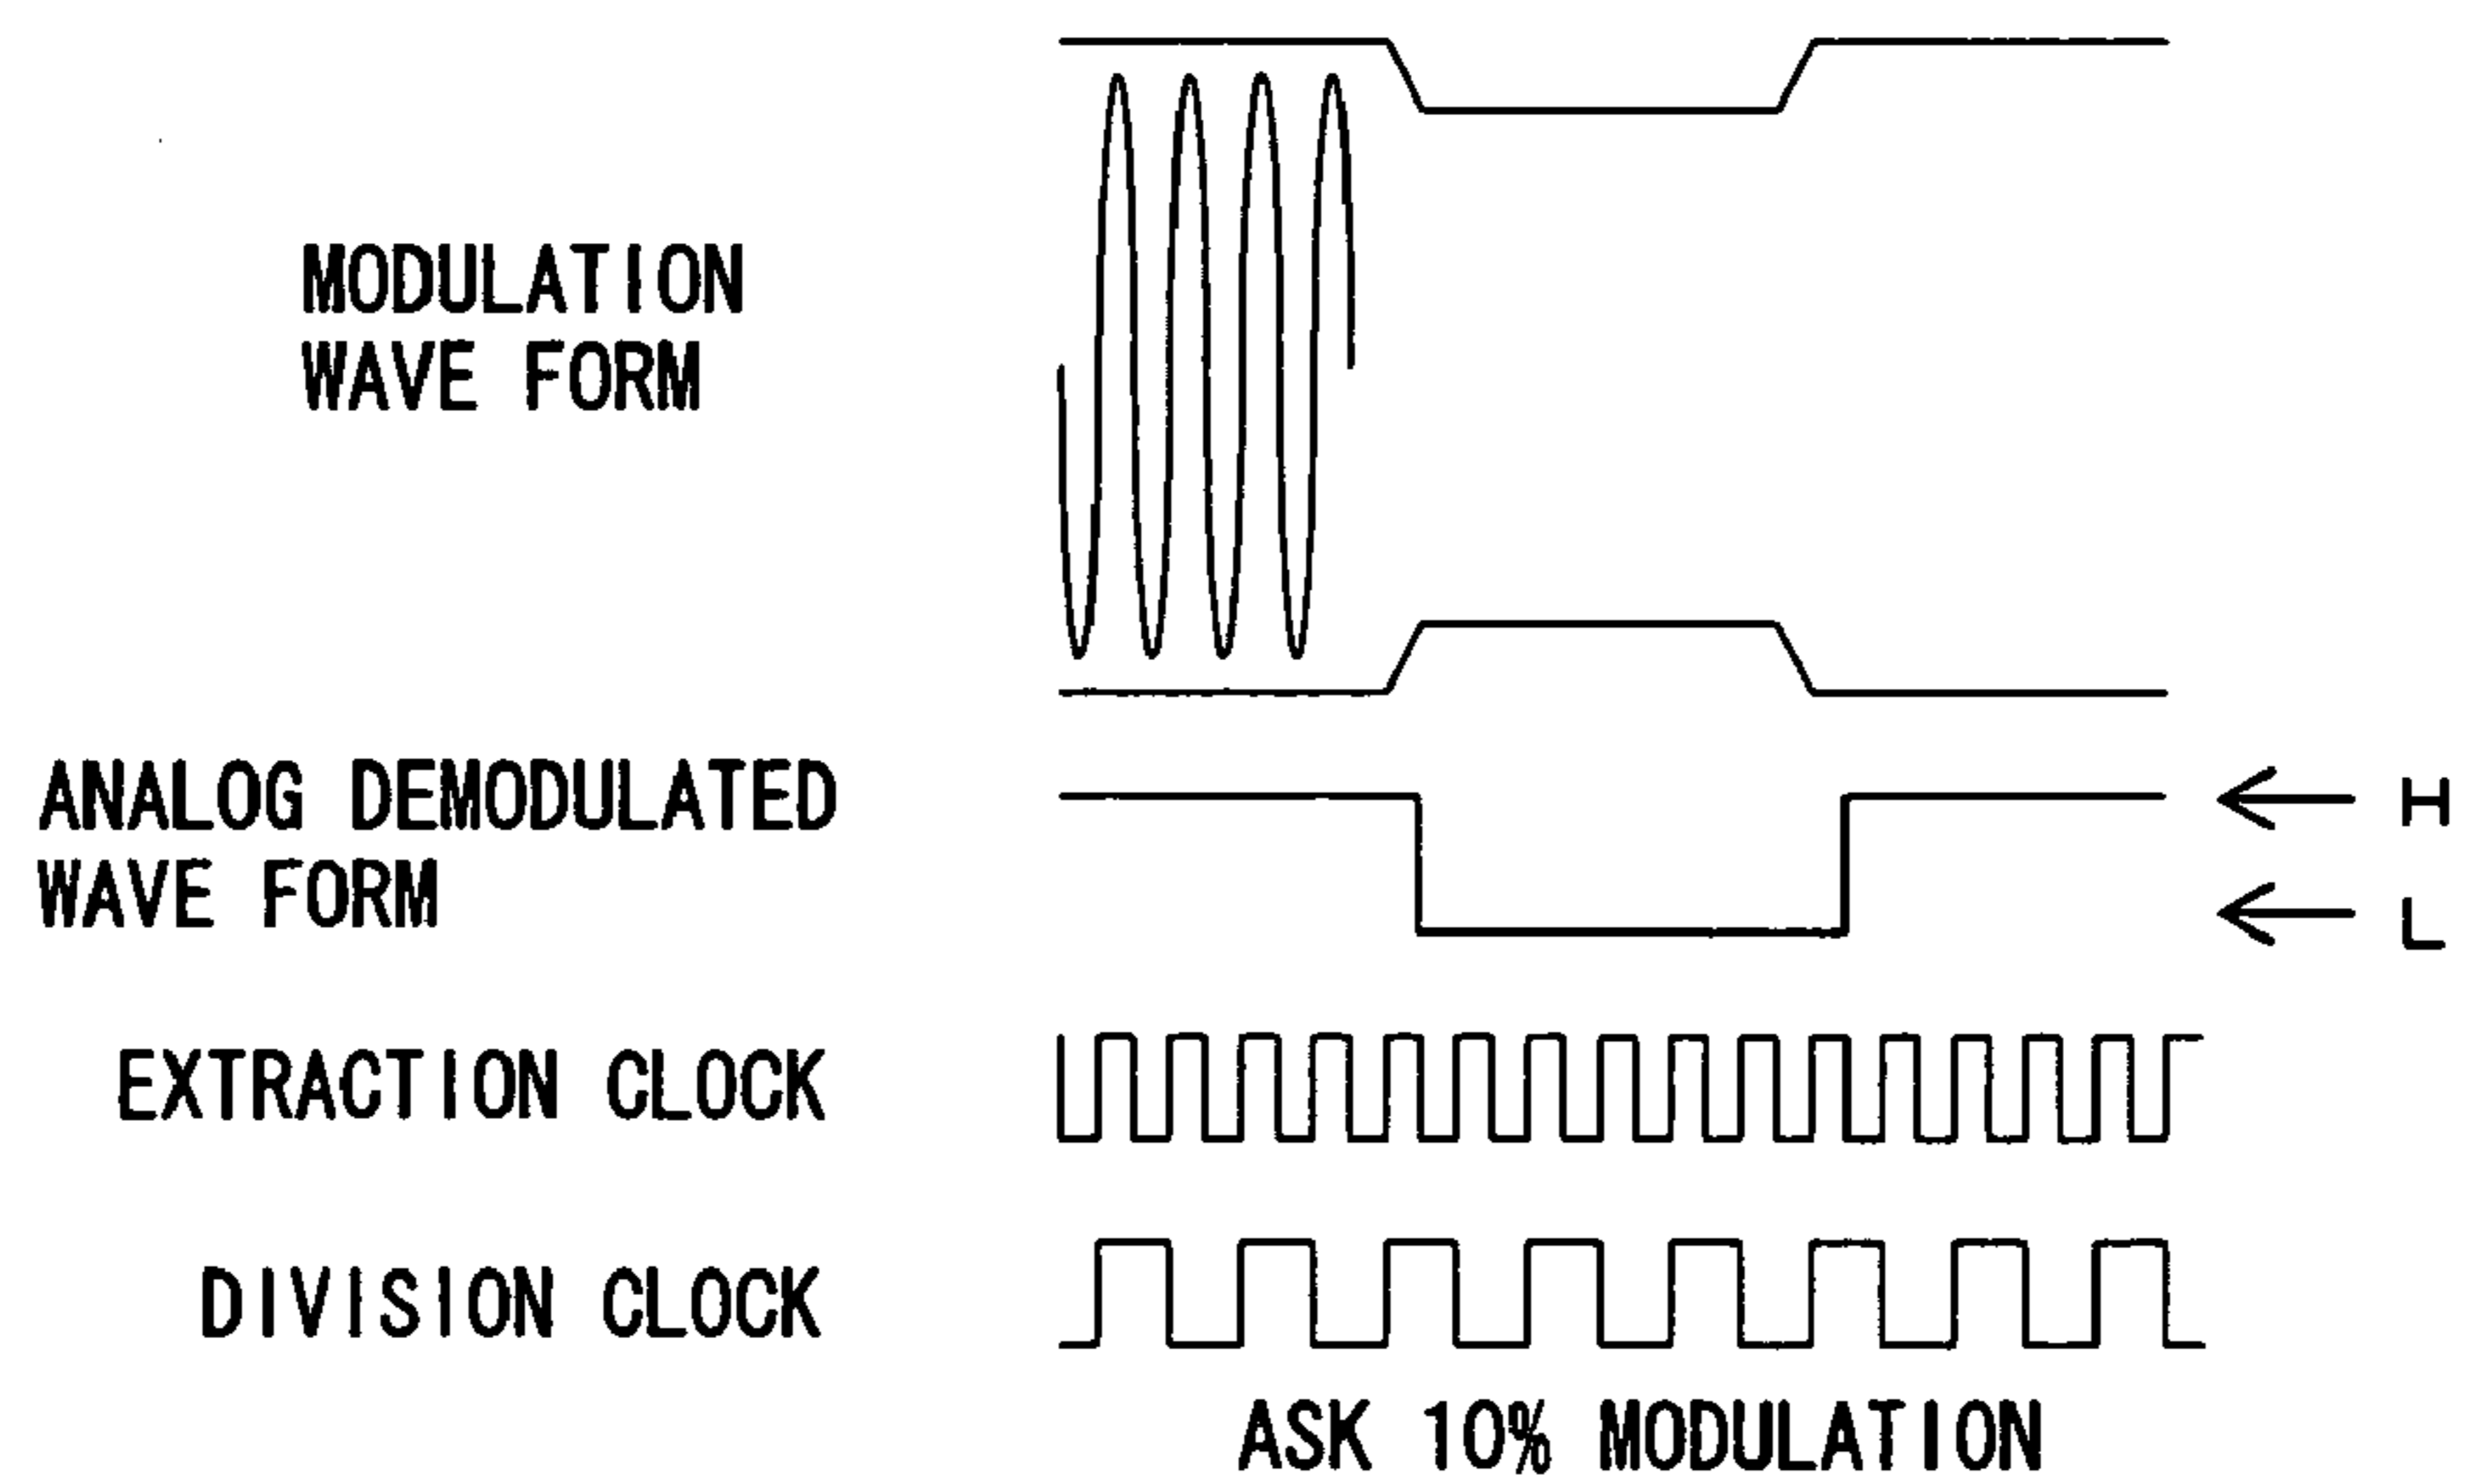 MODULATION
WAVE FORM
ANALOG DEMODULATED
WAVE FORM
H
L
EXTRACTION CLOCK
DIVISION CLOCK
ASK 10% MODULATION